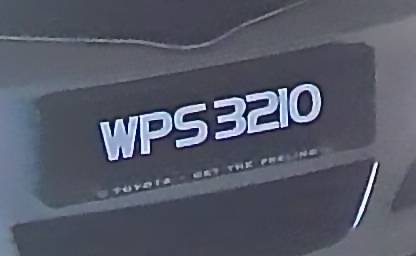 WPS 3210
TOYOTA - GET THE FEELING